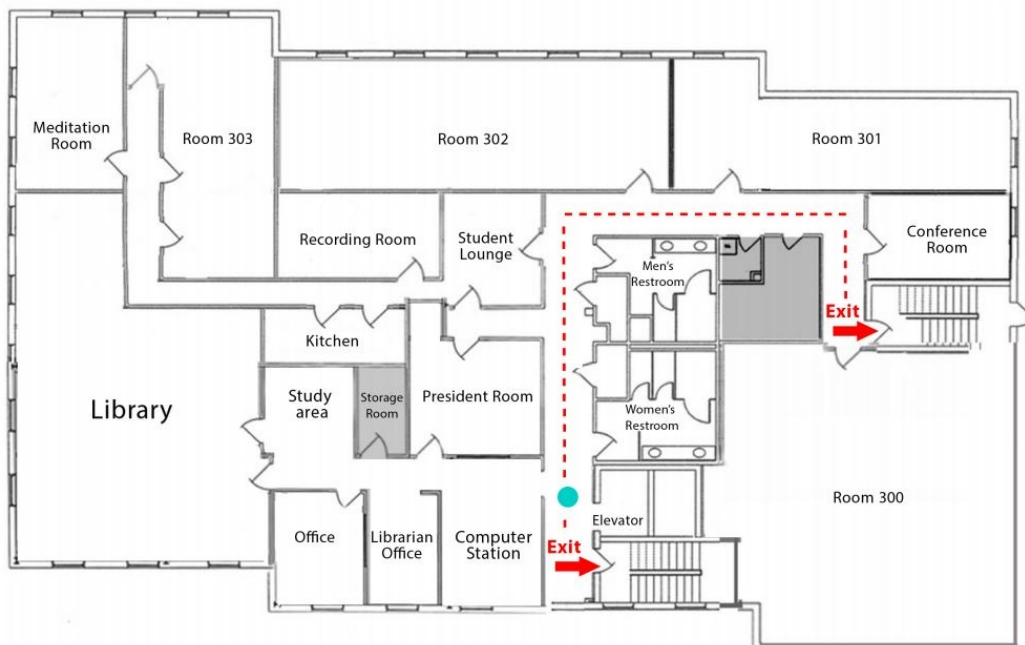 Meditation
Room
Room 303
Room 302
Room 301
Recording Room
Student
Lounge
Men's
Restroom
Conference
Room
Exit
Kitchen
Library
Study
area
Storage
Room
President Room
Women's
Restroom
Room 300
Office
Librarian
Office
Computer
Station
Elevator
Exit